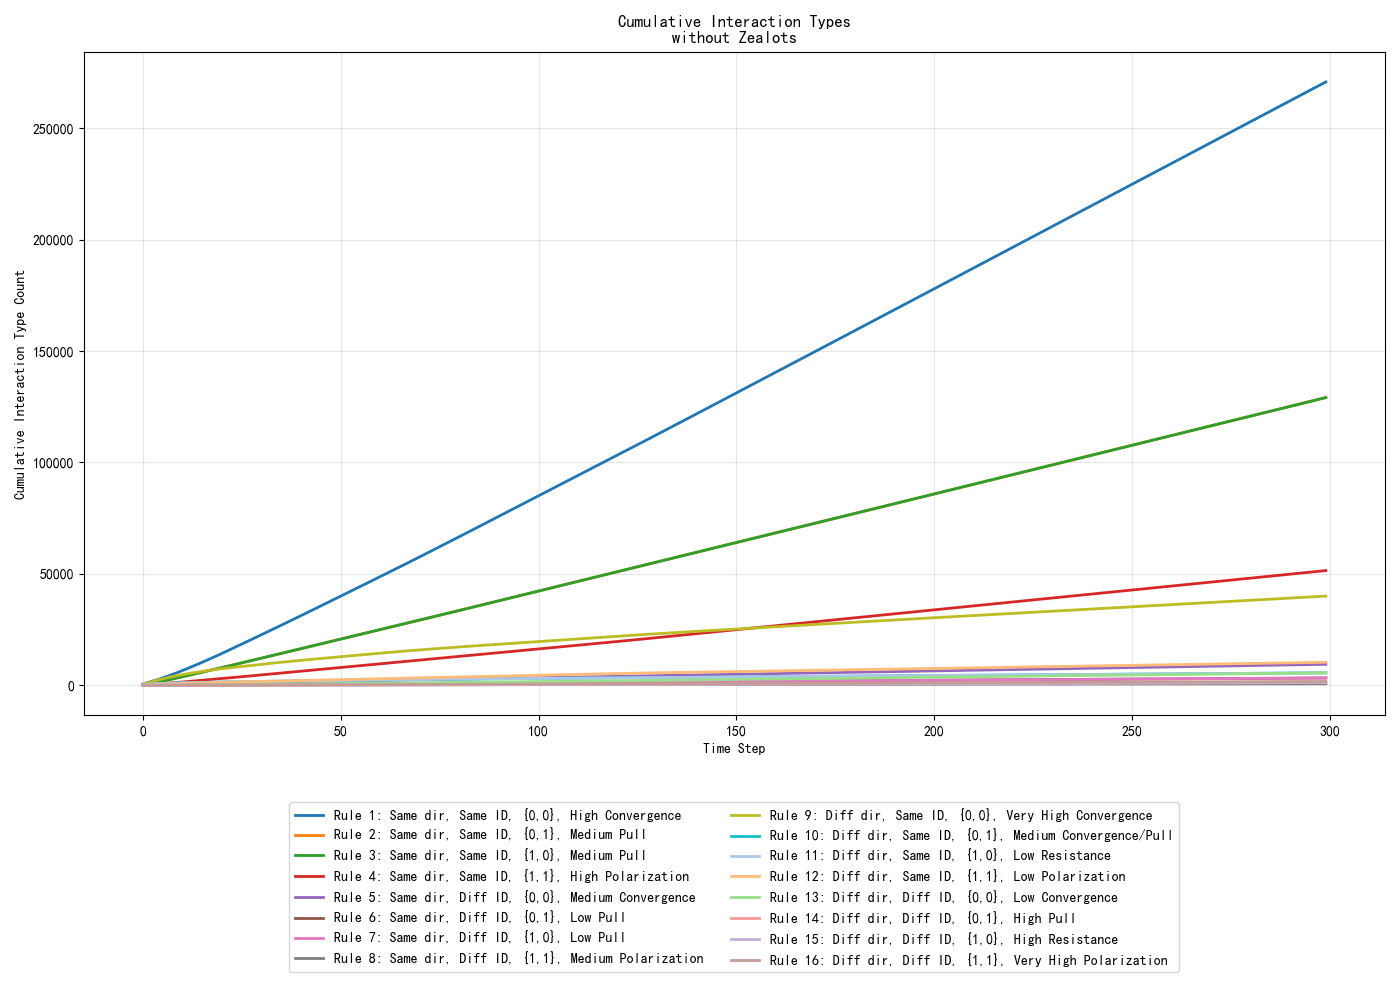 Cumulative Interaction Types
without Zealots
Cumulative Interaction Type Count
250000
200000
150000
100000
50000
0
0 50 100 150 200 250 300
Time Step
Rule 1: Same dir, Same ID, {0,0}, High Convergence
Rule 2: Same dir, Same ID, {0,1}, Medium Pull
Rule 3: Same dir, Same ID, {1,0}, Medium Pull
Rule 4: Same dir, Same ID, {1,1}, High Polarization
Rule 5: Same dir, Diff ID, {0,0}, Medium Convergence
Rule 6: Same dir, Diff ID, {0,1}, Low Pull
Rule 7: Same dir, Diff ID, {1,0}, Low Pull
Rule 8: Same dir, Diff ID, {1,1}, Medium Polarization
Rule 9: Diff dir, Same ID, {0,0}, Very High Convergence
Rule 10: Diff dir, Same ID, {0,1}, Medium Convergence/Pull
Rule 11: Diff dir, Same ID, {1,0}, Low Resistance
Rule 12: Diff dir, Same ID, {1,1}, Low Polarization
Rule 13: Diff dir, Diff ID, {0,0}, Low Convergence
Rule 14: Diff dir, Diff ID, {0,1}, High Pull
Rule 15: Diff dir, Diff ID, {1,0}, High Resistance
Rule 16: Diff dir, Diff ID, {1,1}, Very High Polarization